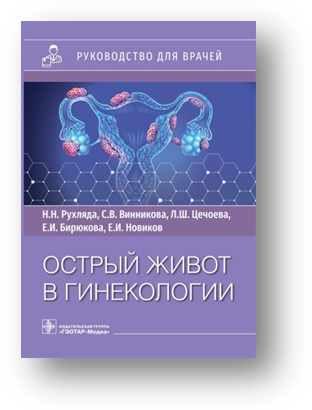 РУКОВОДСТВО ДЛЯ ВРАЧЕЙ
Н.Н. Рухляда, С.В. Винникова, Л.Ш. Цечоева,
Е.И. Бирюкова, Е.И. Новиков
ОСТРЫЙ ЖИВОТ
В ГИНЕКОЛОГИИ
ИЗДАТЕЛЬСКАЯ ГРУППА
«ГЭОТАР-Медиа»